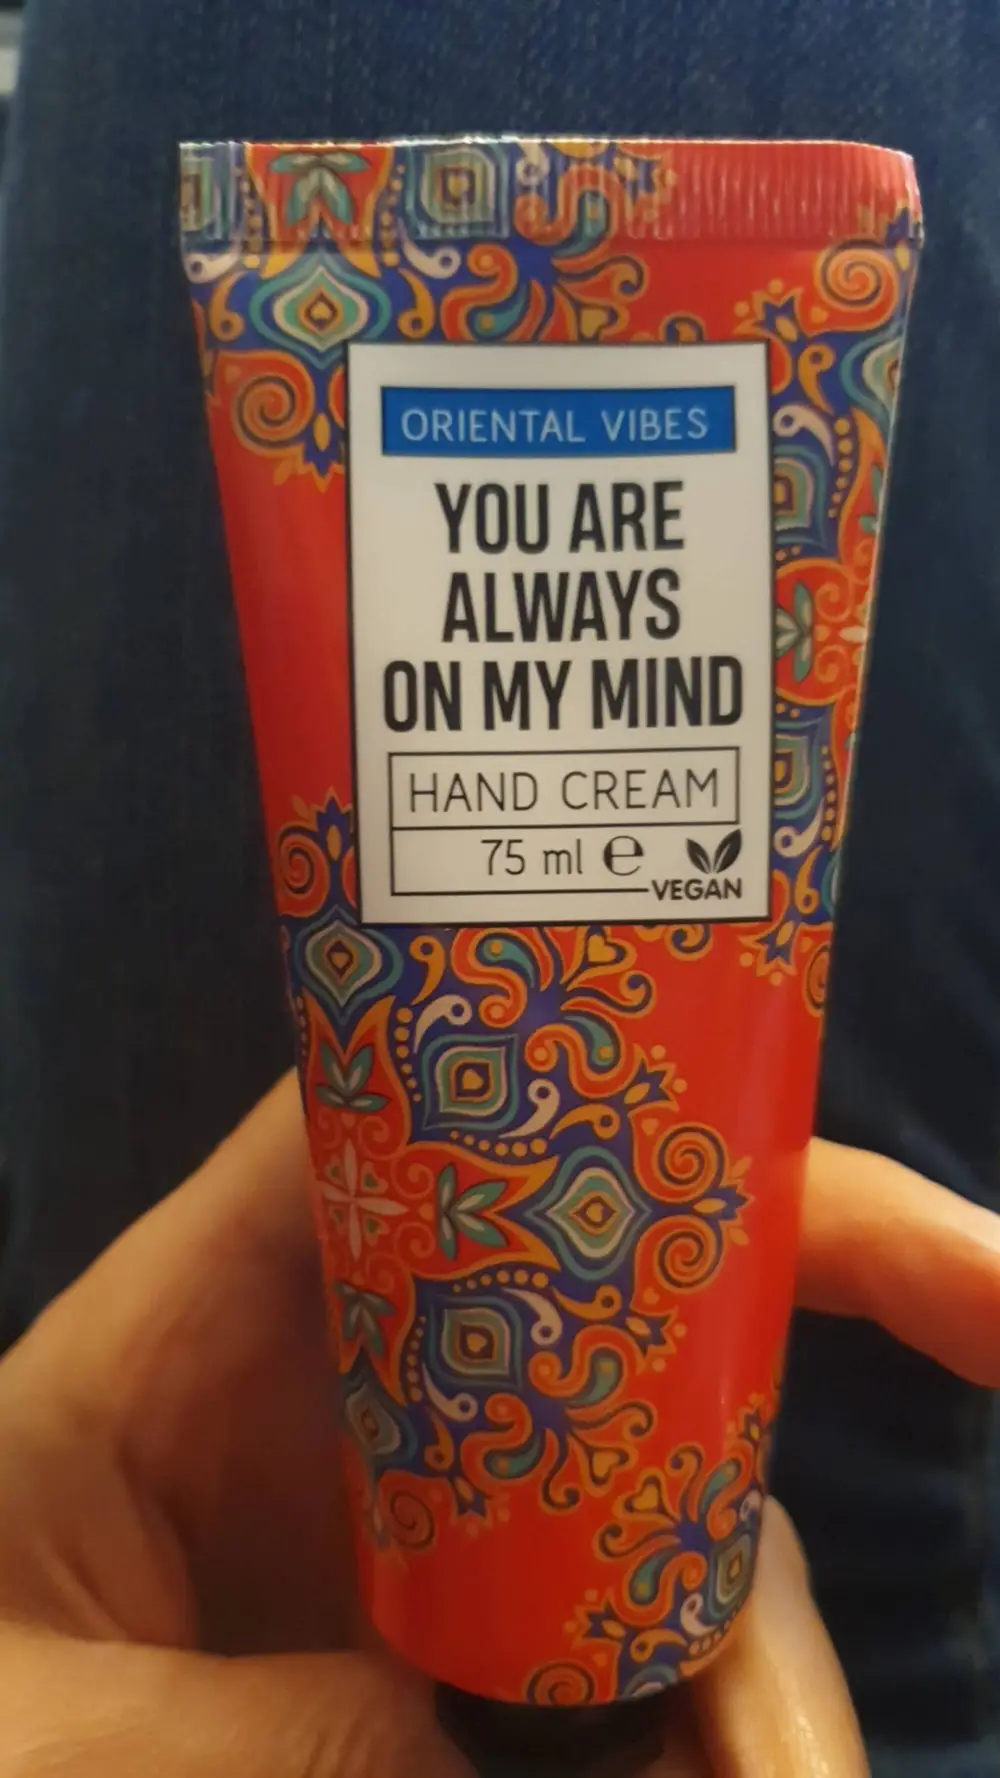 ORIENTAL VIBES
YOU ARE
ALWAYS
ON MY MIND
HAND CREAM
75 ml ℮
VEGAN